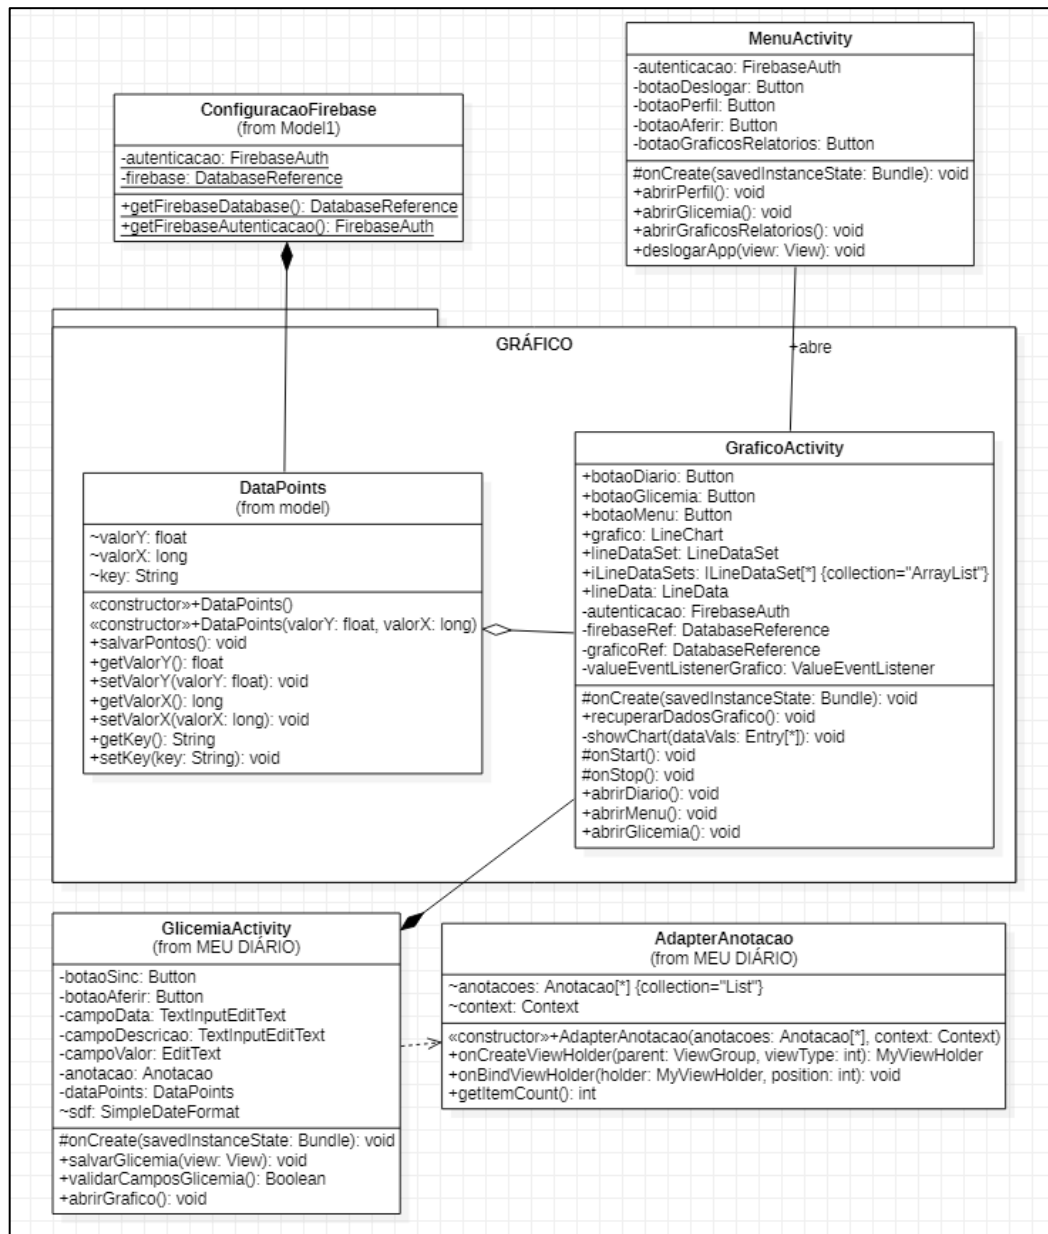 MenuActivity
-autenticacao: FirebaseAuth
-botaoDeslogar: Button
-botaoPerfil: Button
-botaoAferir: Button
-botaoGraficosRelatorios: Button
#onCreate(savedInstanceState: Bundle): void
+abrirPerfil(): void
+abrirGlicemia(): void
+abrirGraficosRelatorios(): void
+deslogarApp(view: View): void
ConfiguracaoFirebase
(from Model1)
-autenticacao: FirebaseAuth
-firebase: DatabaseReference
+getFirebaseDatabase(): DatabaseReference
+getFirebaseAutenticacao(): FirebaseAuth
GRÁFICO
+abre
DataPoints
(from model)
~valorY: float
~valorX: long
~key: String
«constructor»+DataPoints()
«constructor»+DataPoints(valorY: float, valorX: long)
+salvarPontos(): void
+getValorY(): float
+setValorY(valorY: float): void
+getValorX(): long
+setValorX(valorX: long): void
+getKey(): String
+setKey(key: String): void
GraficoActivity
+botaoDiario: Button
+botaoGlicemia: Button
+botaoMenu: Button
+grafico: LineChart
+lineDataSet: LineDataSet
+iLineDataSets: ILineDataSet[*] {collection="ArrayList"}
+lineData: LineData
-autenticacao: FirebaseAuth
-firebaseRef: DatabaseReference
-graficoRef: DatabaseReference
-valueEventListenerGrafico: ValueEventListener
#onCreate(savedInstanceState: Bundle): void
+recuperarDadosGrafico(): void
-showChart(dataVals: Entry[*]): void
#onStart(): void
#onStop(): void
+abrirDiario(): void
+abrirMenu(): void
+abrirGlicemia(): void
GlicemiaActivity
(from MEU DIÁRIO)
-botaoSinc: Button
-botaoAferir: Button
-campoData: TextInputEditText
-campoDescricao: TextInputEditText
-campoValor: EditText
-anotacao: Anotacao
-dataPoints: DataPoints
~sdf: SimpleDateFormat
#onCreate(savedInstanceState: Bundle): void
+salvarGlicemia(view: View): void
+validarCamposGlicemia(): Boolean
+abrirGrafico(): void
AdapterAnotacao
(from MEU DIÁRIO)
~anotacoes: Anotacao[*] {collection="List"}
~context: Context
«constructor»+AdapterAnotacao(anotacoes: Anotacao[*], context: Context)
+onCreateViewHolder(parent: ViewGroup, viewType: int): MyViewHolder
+onBindViewHolder(holder: MyViewHolder, position: int): void
+getItemCount(): int